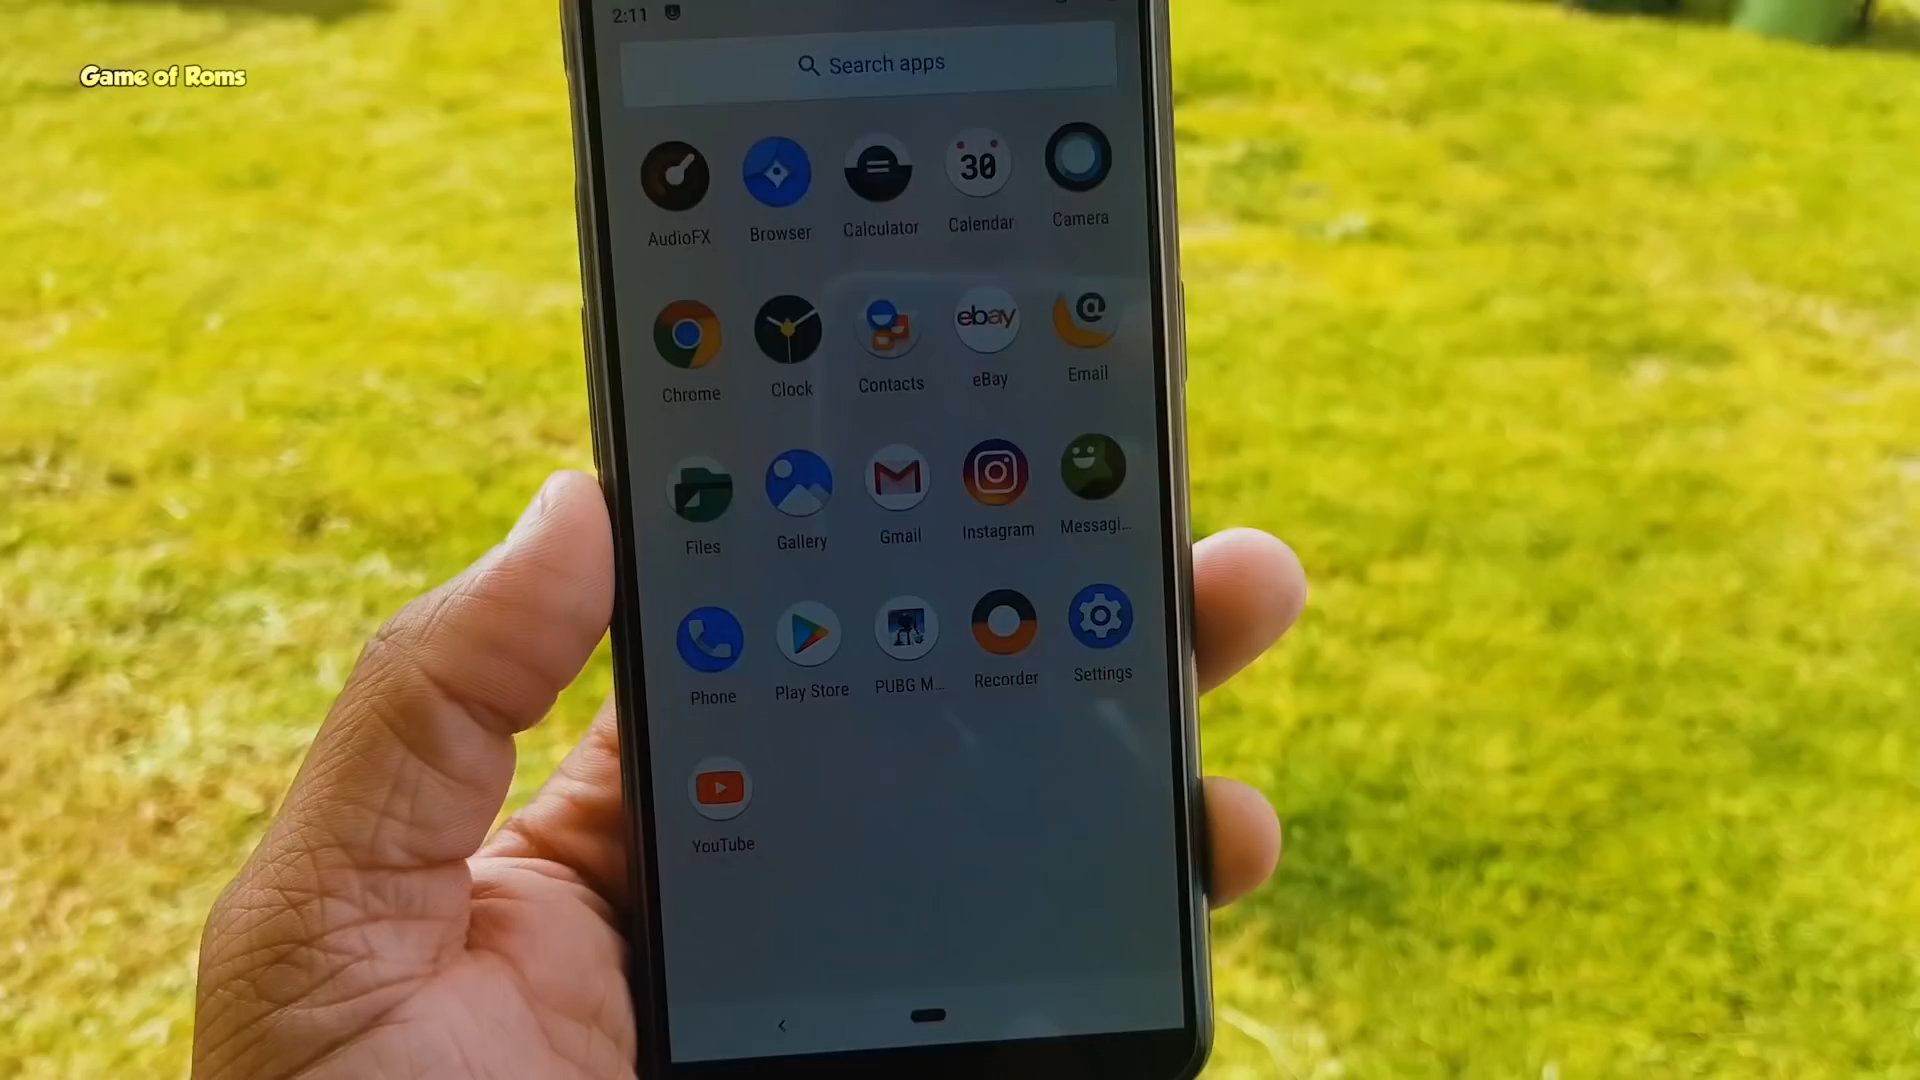 Game of Roms
2:11
Search apps
30
AudioFX Browser Calculator Calendar Camera
ebay
Chrome Clock Contacts eBay Email
Files Gallery Gmail Instagram Messagi...
Phone Play Store PUBG M... Recorder Settings
YouTube